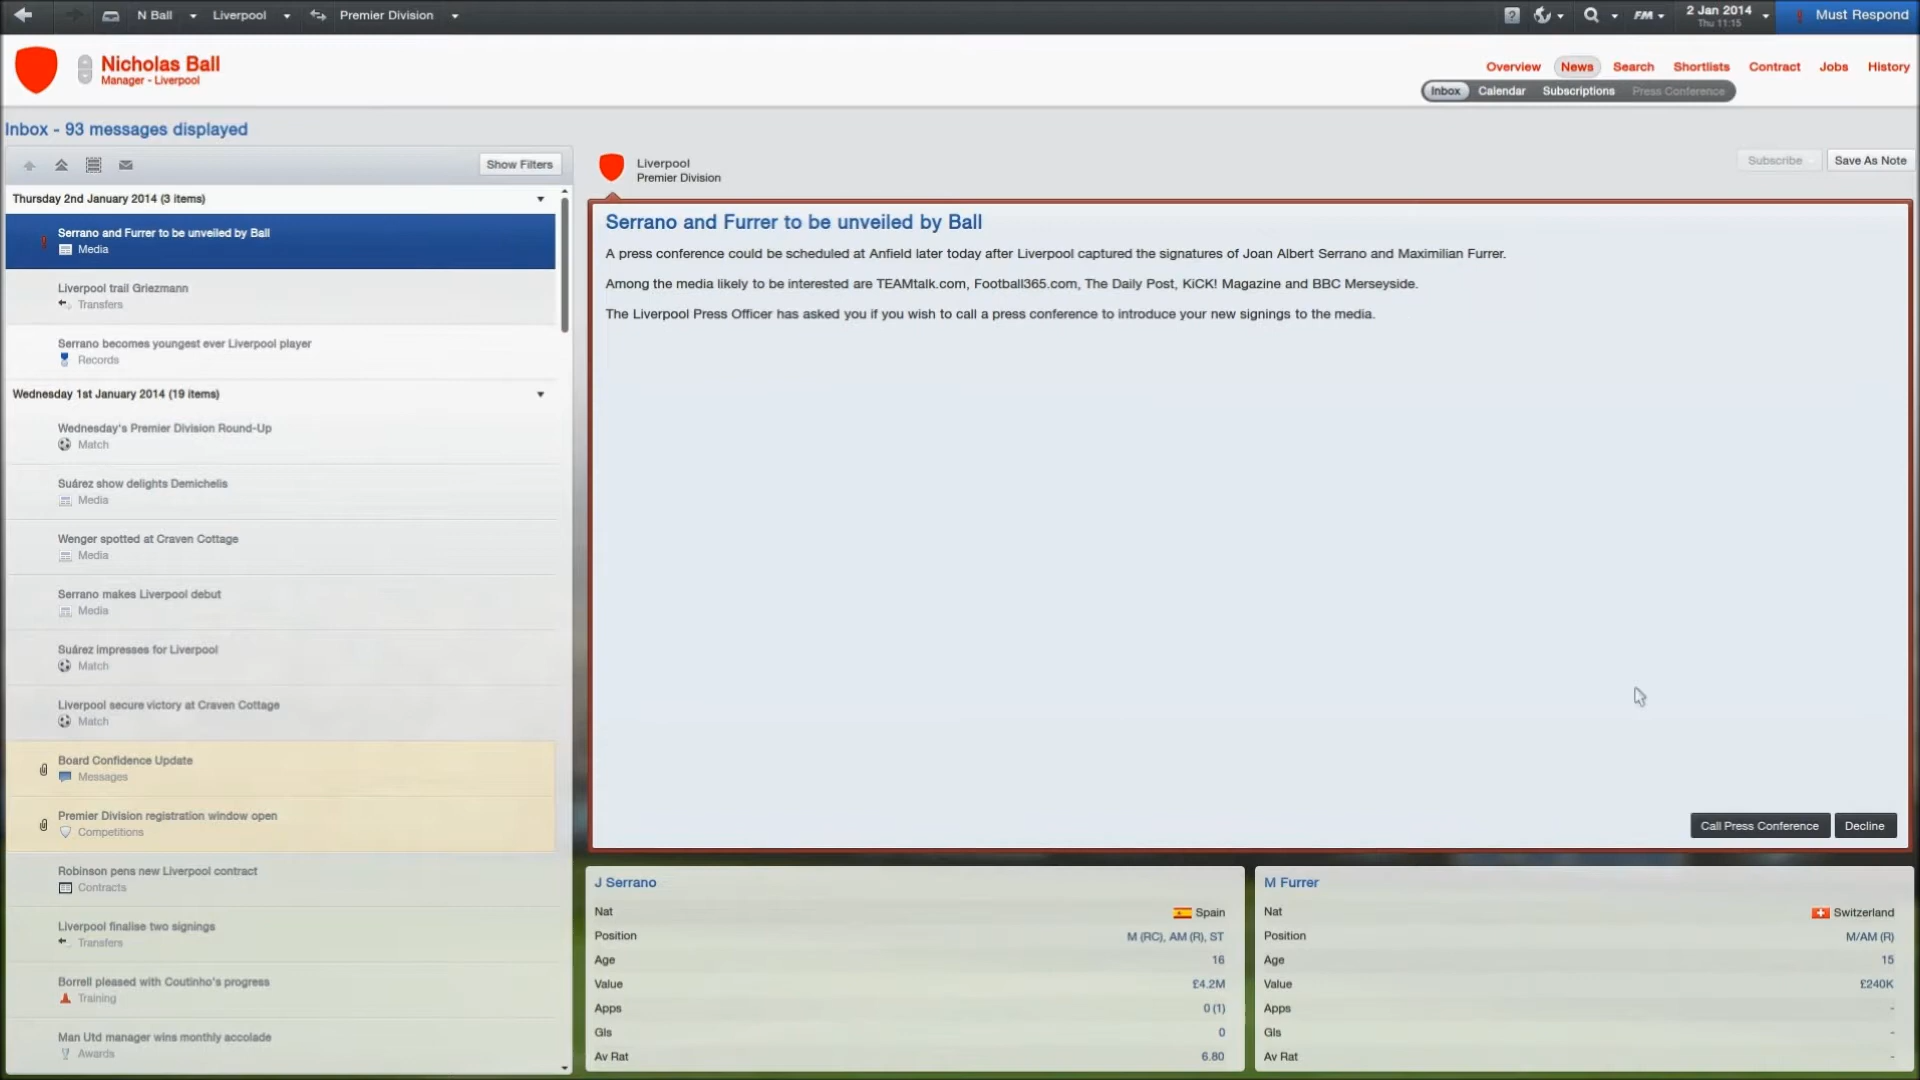 N Ball
Liverpool
Premier Division
FM
2 Jan 2014
Thu 11:15
Must Respond
Nicholas Ball
Manager - Liverpool
Overview
News
Search
Shortlists
Contract
Jobs
History
Inbox
Calendar
Subscriptions
Press Conference
Inbox - 93 messages displayed
Show Filters
Thursday 2nd January 2014 (3 items)
Serrano and Furrer to be unveiled by Ball
Media
Liverpool trail Griezmann
Transfers
Serrano becomes youngest ever Liverpool player
Records
Wednesday 1st January 2014 (19 items)
Wednesday's Premier Division Round-Up
Match
Suárez show delights Demichelis
Media
Wenger spotted at Craven Cottage
Media
Serrano makes Liverpool debut
Media
Suárez impresses for Liverpool
Match
Liverpool secure victory at Craven Cottage
Match
Board Confidence Update
Messages
Premier Division registration window open
Competitions
Robinson pens new Liverpool contract
Contracts
Liverpool finalise two signings
Transfers
Borrell pleased with Coutinho's progress
Training
Man Utd manager wins monthly accolade
Awards
Liverpool
Premier Division
Subscribe
Save As Note
Serrano and Furrer to be unveiled by Ball
A press conference could be scheduled at Anfield later today after Liverpool captured the signatures of Joan Albert Serrano and Maximilian Furrer.
Among the media likely to be interested are TEAMtalk.com, Football365.com, The Daily Post, KiCK! Magazine and BBC Merseyside.
The Liverpool Press Officer has asked you if you wish to call a press conference to introduce your new signings to the media.
Call Press Conference
Decline
J Serrano
Nat Spain
Position M (RC), AM (R), ST
Age 16
Value £4.2M
Apps 0 (1)
Gls 0
Av Rat 6.80
M Furrer
Nat Switzerland
Position M/AM (R)
Age 15
Value £240K
Apps -
Gls -
Av Rat -